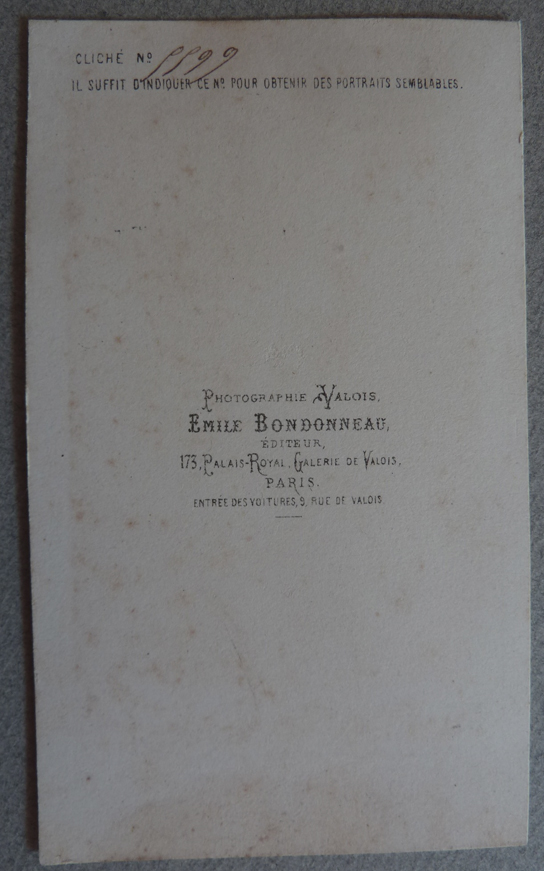 CLICHÉ Nº 5599
IL SUFFIT D'INDIQUER CE Nº POUR OBTENIR DES PORTRAITS SEMBLABLES.
PHOTOGRAPHIE VALOIS,
EMILE BONDONNEAU,
ÉDITEUR,
173, PALAIS-ROYAL, GALERIE DE VALOIS,
PARIS.
ENTRÉE DES VOITURES, 9, RUE DE VALOIS